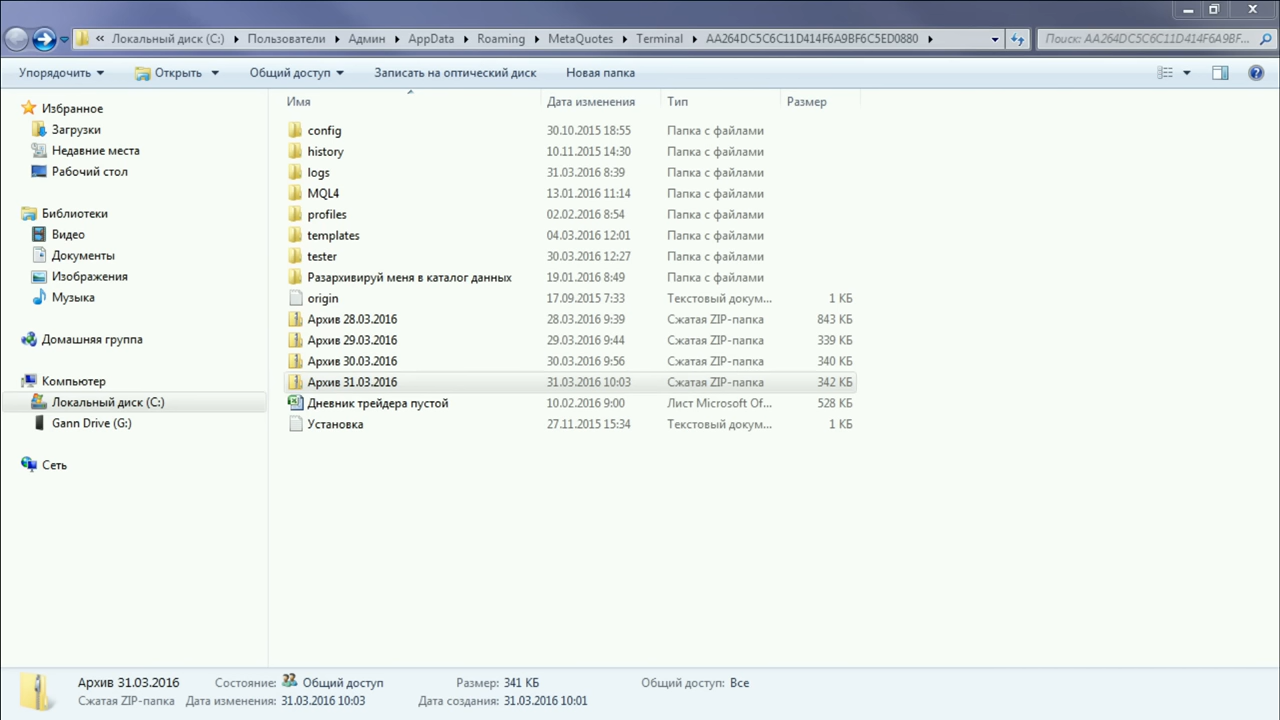 « Локальный диск (C:) Пользователи Админ AppData Roaming MetaQuotes Terminal AA264DC5C6C11D414F6A9BF6C5ED0880 Поиск: AA264DC5C6C11D414F6A9BF...
Упорядочить Открыть Общий доступ Записать на оптический диск Новая папка
Избранное
Загрузки
Недавние места
Рабочий стол
Библиотеки
Видео
Документы
Изображения
Музыка
Домашняя группа
Компьютер
Локальный диск (C:)
Gann Drive (G:)
Сеть
Имя Дата изменения Тип Размер
config 30.10.2015 18:55 Папка с файлами
history 10.11.2015 14:30 Папка с файлами
logs 31.03.2016 8:39 Папка с файлами
MQL4 13.01.2016 11:14 Папка с файлами
profiles 02.02.2016 8:54 Папка с файлами
templates 04.03.2016 12:01 Папка с файлами
tester 30.03.2016 12:27 Папка с файлами
Разархивируй меня в каталог данных 19.01.2016 8:49 Папка с файлами
origin 17.09.2015 7:33 Текстовый докум... 1 КБ
Архив 28.03.2016 28.03.2016 9:39 Сжатая ZIP-папка 843 КБ
Архив 29.03.2016 29.03.2016 9:44 Сжатая ZIP-папка 339 КБ
Архив 30.03.2016 30.03.2016 9:56 Сжатая ZIP-папка 340 КБ
Архив 31.03.2016 31.03.2016 10:03 Сжатая ZIP-папка 342 КБ
Дневник трейдера пустой 10.02.2016 9:00 Лист Microsoft Of... 528 КБ
Установка 27.11.2015 15:34 Текстовый докум... 1 КБ
Архив 31.03.2016 Состояние: Общий доступ Размер: 341 КБ Общий доступ: Все
Сжатая ZIP-папка Дата изменения: 31.03.2016 10:03 Дата создания: 31.03.2016 10:01